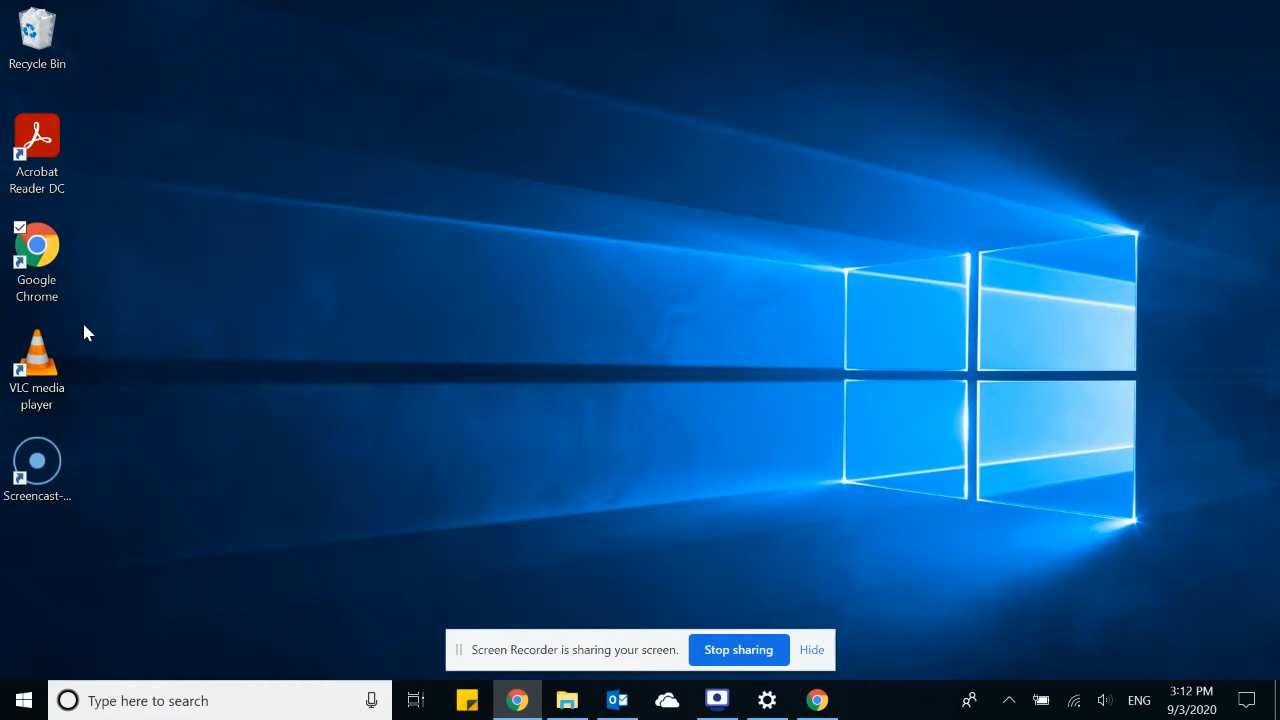 Recycle Bin
Acrobat
Reader DC
Google
Chrome
VLC media
player
Screencast-...
Screen Recorder is sharing your screen.
Stop sharing
Hide
Type here to search
ENG
3:12 PM
9/3/2020